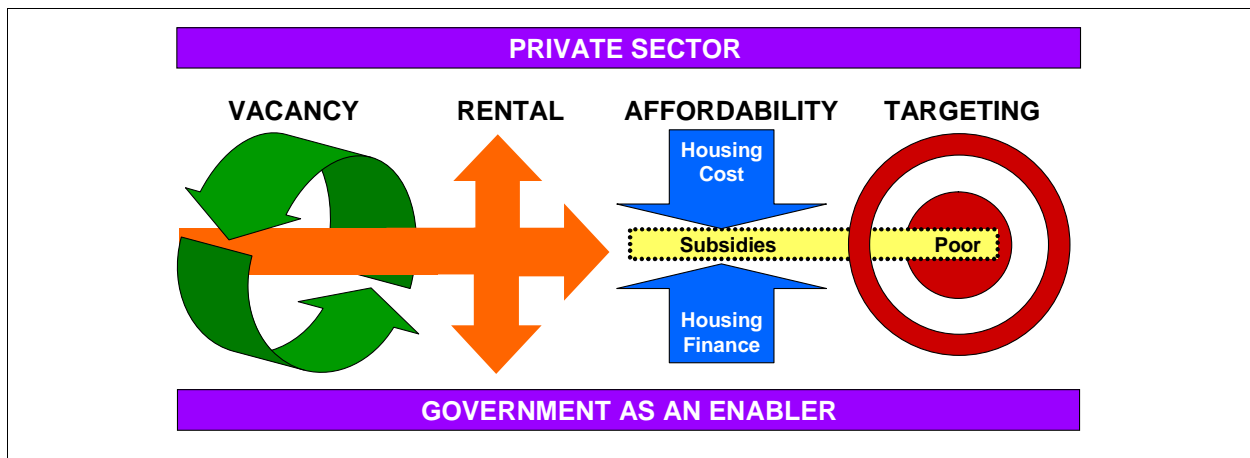 PRIVATE SECTOR
VACANCY
RENTAL
AFFORDABILITY
TARGETING
Housing
Cost
Subsidies
Poor
Housing
Finance
GOVERNMENT AS AN ENABLER